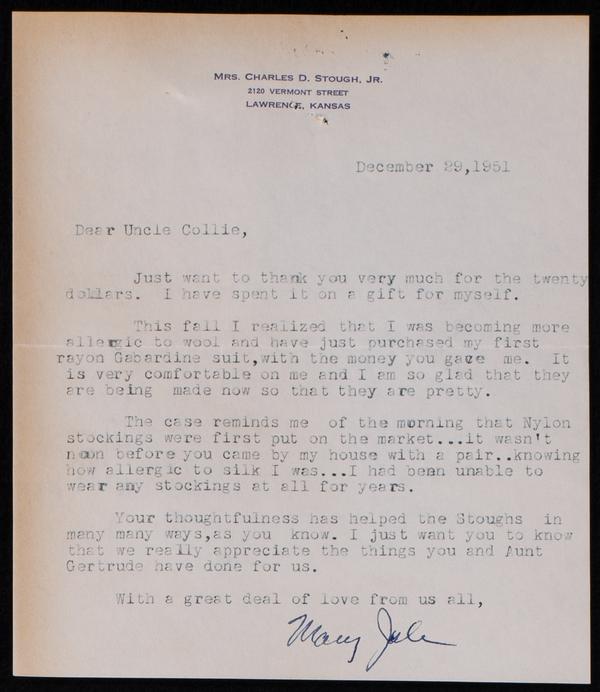 MRS. CHARLES D. STOUGH, JR.
2120 VERMONT STREET
LAWRENCE, KANSAS
December 29,1951
Dear Uncle Collie,
Just want to thank you very much for the twenty
dollars. I have spent it on a gift for myself.
This fall I realized that I was becoming more
allergic to wool and have just purchased my first
rayon Gabardine suit,with the money you gave me. It
is very comfortable on me and I am so glad that they
are being made now so that they are pretty.
The case reminds me of the morning that Nylon
stockings were first put on the market...it wasn't
noon before you came by my house with a pair..knowing
how allergic to silk I was...I had been unable to
wear any stockings at all for years.
Your thoughtfulness has helped the Stoughs in
many many ways,as you know. I just want you to know
that we really appreciate the things you and Aunt
Gertrude have done for us.
With a great deal of love from us all,
Mary Jule